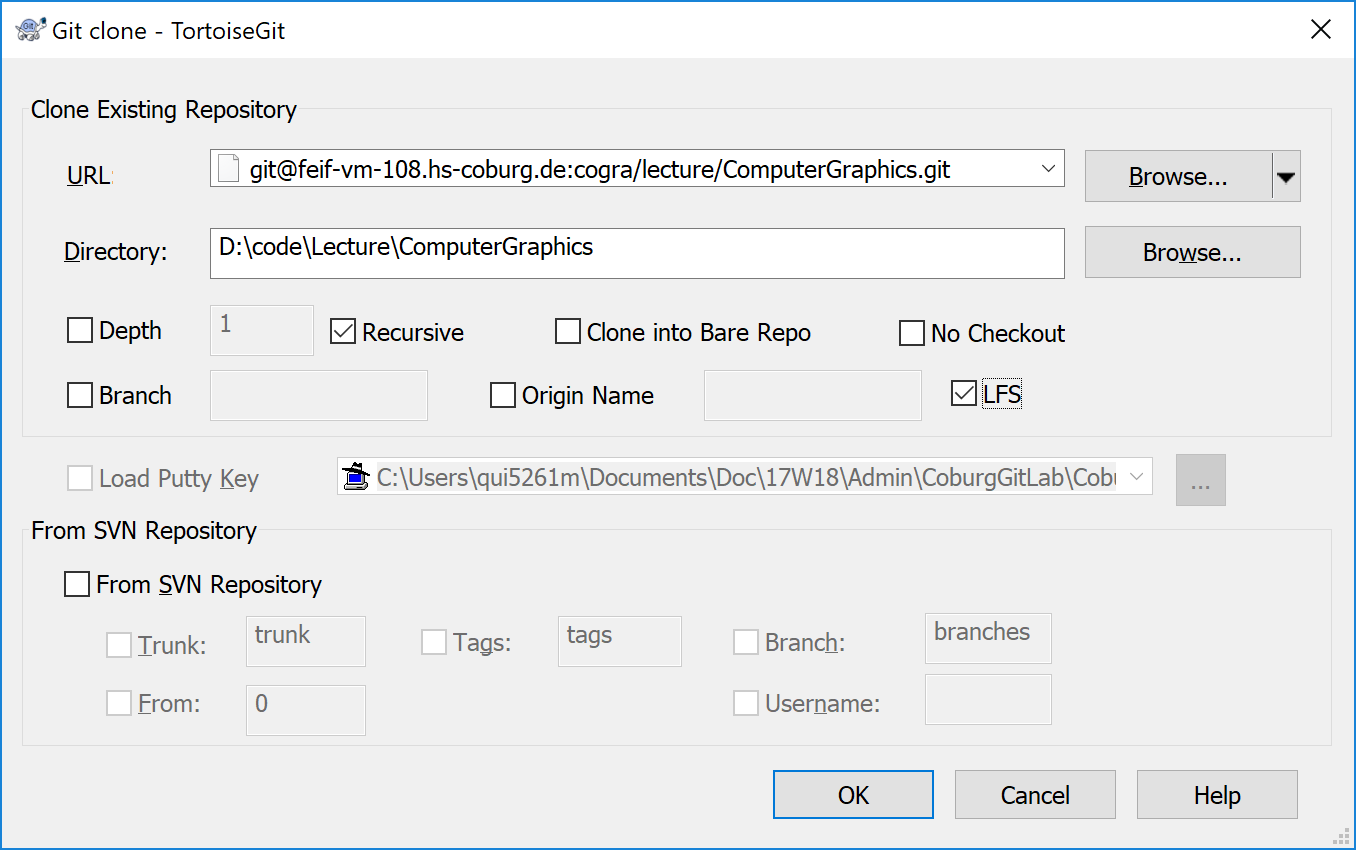 Git clone - TortoiseGit
Clone Existing Repository
URL: git@feif-vm-108.hs-coburg.de:cogra/lecture/ComputerGraphics.git Browse...
Directory: D:\code\Lecture\ComputerGraphics Browse...
Depth 1 Recursive Clone into Bare Repo No Checkout
Branch Origin Name LFS
Load Putty Key C:\Users\qui5261m\Documents\Doc\17W18\Admin\CoburgGitLab\Cobu ...
From SVN Repository
From SVN Repository
Trunk: trunk Tags: tags Branch: branches
From: 0 Username:
OK Cancel Help